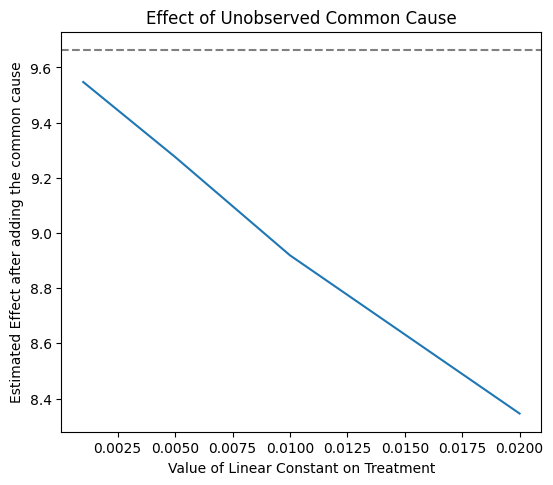 Effect of Unobserved Common Cause
Estimated Effect after adding the common cause
9.6
9.4
9.2
9.0
8.8
8.6
8.4
0.0025 0.0050 0.0075 0.0100 0.0125 0.0150 0.0175 0.0200
Value of Linear Constant on Treatment